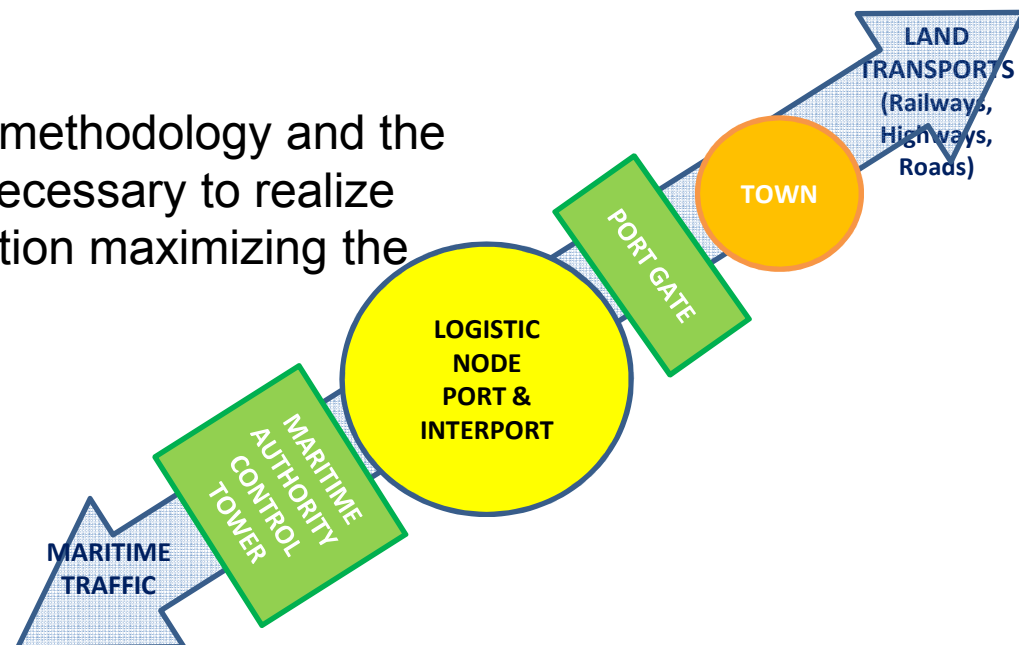 LAND
TRANSPORTS
(Railways,
Highways,
Roads)
methodology and the
ecessary to realize
tion maximizing the
TOWN
PORT GATE
LOGISTIC
NODE
PORT &
INTERPORT
MARITIME
AUTHORITY
CONTROL
TOWER
MARITIME
TRAFFIC